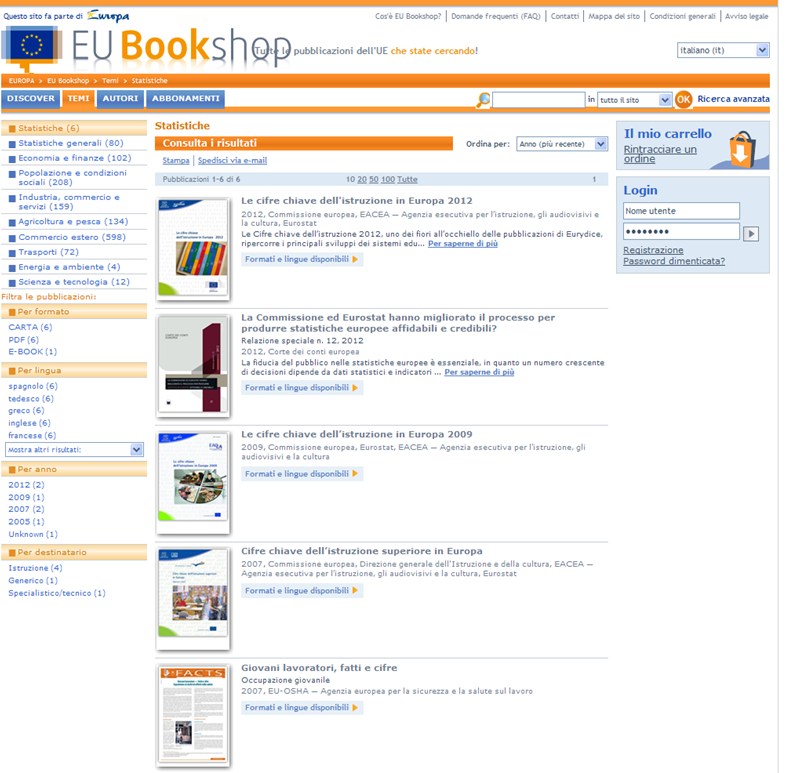 Questo sito fa parte di Europa
Cos'è EU Bookshop? | Domande frequenti (FAQ) | Contatti | Mappa del sito | Condizioni generali | Avviso legale
EU Bookshop
Tutte le pubblicazioni dell'UE che state cercando!
italiano (it)
EUROPA > EU Bookshop > Temi > Statistiche
DISCOVER TEMI AUTORI ABBONAMENTI
in tutto il sito OK Ricerca avanzata
Statistiche (6)
Statistiche generali (80)
Economia e finanze (102)
Popolazione e condizioni
sociali (208)
Industria, commercio e
servizi (159)
Agricoltura e pesca (134)
Commercio estero (598)
Trasporti (72)
Energia e ambiente (4)
Scienza e tecnologia (12)
Filtra le pubblicazioni:
Per formato
CARTA (6)
PDF (6)
E-BOOK (1)
Per lingua
spagnolo (6)
tedesco (6)
greco (6)
inglese (6)
francese (6)
Mostra altri risultati:
Per anno
2012 (2)
2009 (1)
2007 (2)
2005 (1)
Unknown (1)
Per destinatario
Istruzione (4)
Generico (1)
Specialistico/tecnico (1)
Statistiche
Consulta i risultati
Ordina per: Anno (più recente)
Stampa | Spedisci via e-mail
Pubblicazioni 1-6 di 6 10 20 50 100 Tutte 1
Le cifre chiave dell'istruzione in Europa 2012
2012, Commissione europea, EACEA — Agenzia esecutiva per l'istruzione, gli audiovisivi e
la cultura, Eurostat
Le Cifre chiave dell'istruzione 2012, uno dei fiori all'occhiello delle pubblicazioni di Eurydice,
ripercorre i principali sviluppi dei sistemi edu... Per saperne di più
Formati e lingue disponibili
La Commissione ed Eurostat hanno migliorato il processo per
produrre statistiche europee affidabili e credibili?
Relazione speciale n. 12, 2012
2012, Corte dei conti europea
La fiducia del pubblico nelle statistiche europee è essenziale, in quanto un numero crescente
di decisioni dipende da dati statistici e indicatori ... Per saperne di più
Formati e lingue disponibili
Le cifre chiave dell'istruzione in Europa 2009
2009, Commissione europea, Eurostat, EACEA — Agenzia esecutiva per l'istruzione, gli
audiovisivi e la cultura
Formati e lingue disponibili
Cifre chiave dell'istruzione superiore in Europa
2007, Commissione europea, Direzione generale dell'Istruzione e della cultura, EACEA —
Agenzia esecutiva per l'istruzione, gli audiovisivi e la cultura, Eurostat
Formati e lingue disponibili
FACTS
Giovani lavoratori, fatti e cifre
Occupazione giovanile
2007, EU-OSHA — Agenzia europea per la sicurezza e la salute sul lavoro
Formati e lingue disponibili
Il mio carrello
Rintracciare un
ordine
Login
Nome utente
••••••••
Registrazione
Password dimenticata?